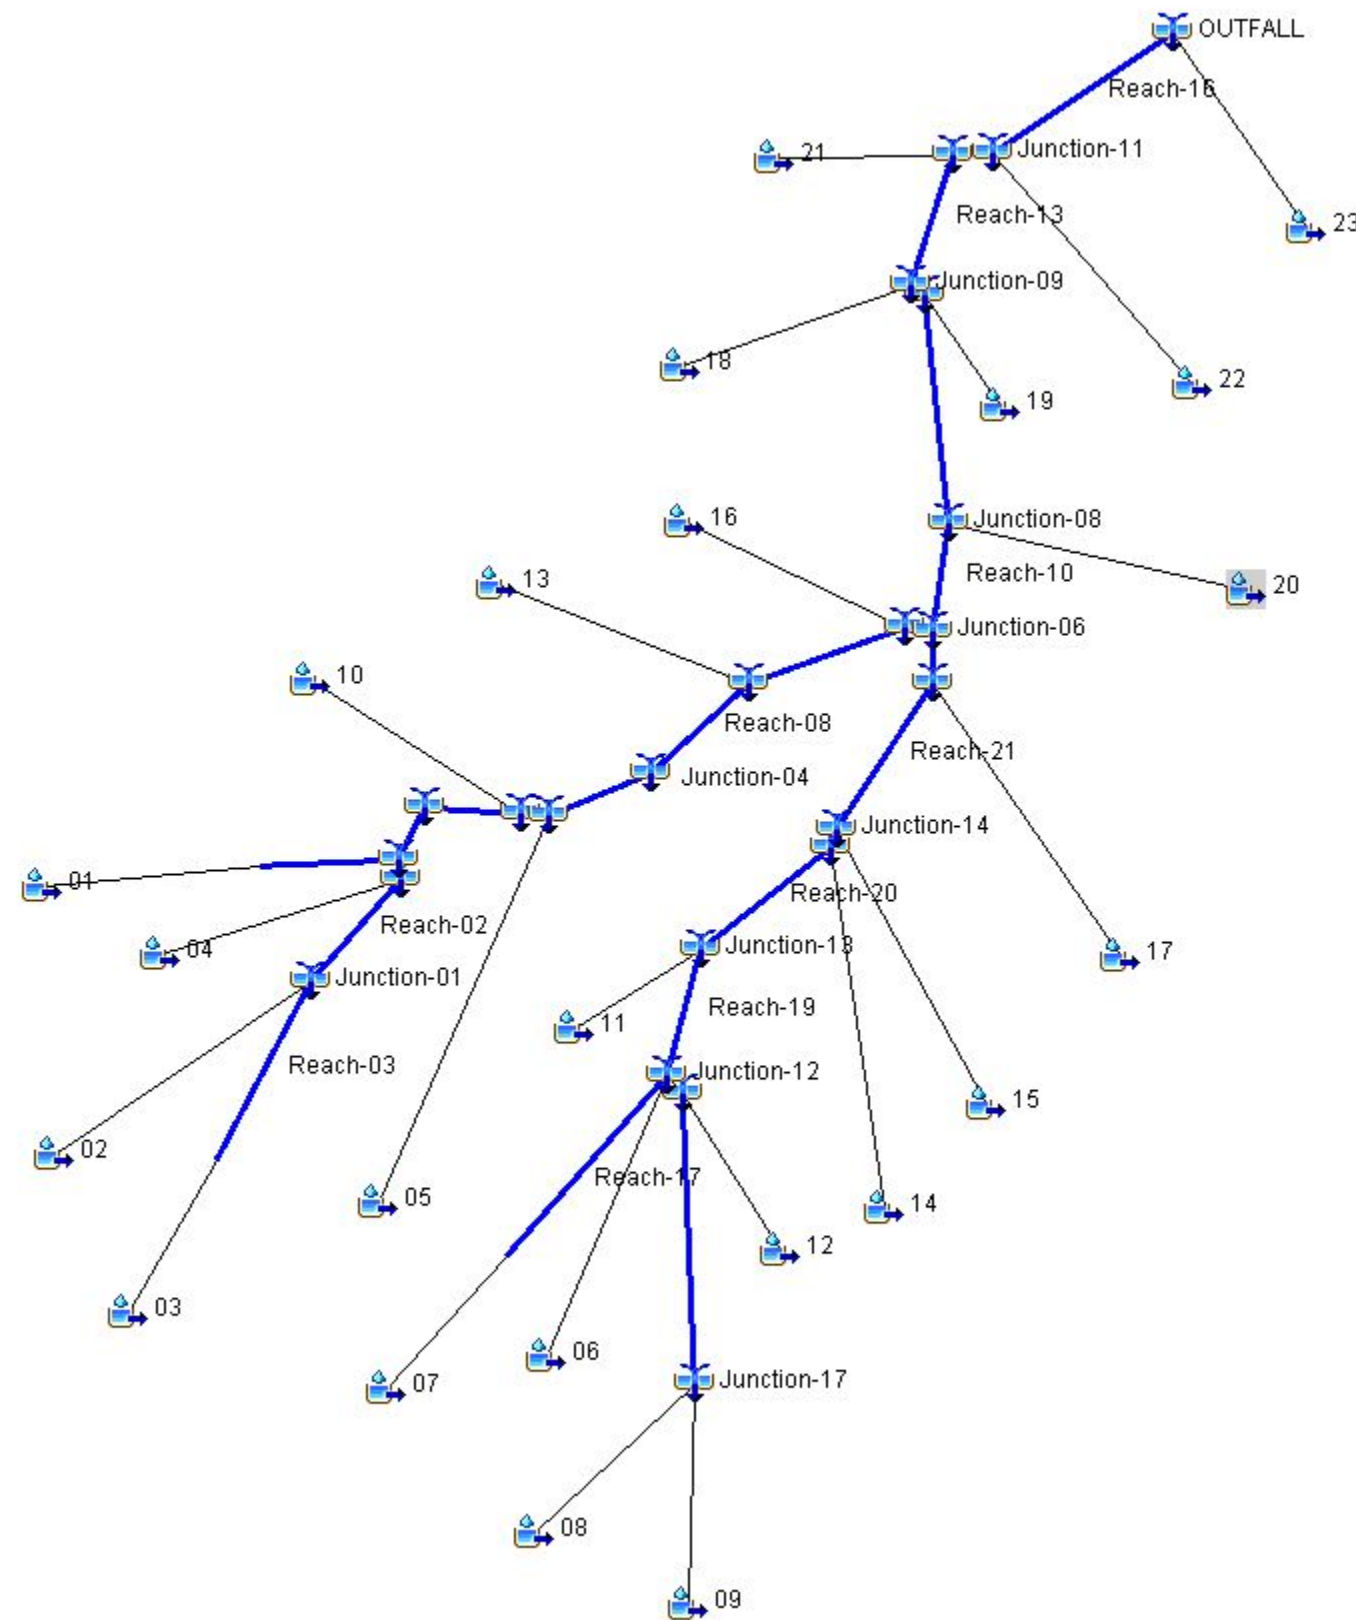 OUTFALL
Reach-16
Junction-11
21
Reach-13
23
Junction-09
18
22
19
16
Junction-08
13
Reach-10
20
Junction-06
10
Reach-08
Reach-21
Junction-04
Junction-14
01
Reach-20
Reach-02
Junction-13
04
17
Junction-01
Reach-19
11
Reach-03
Junction-12
15
02
Reach-17
05
14
12
03
06
07
Junction-17
08
09